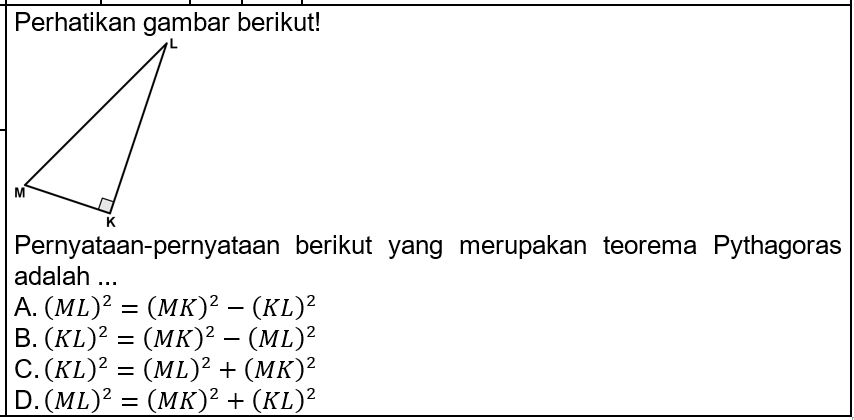 Perhatikan gambar berikut!
L
M
K
Pernyataan-pernyataan berikut yang merupakan teorema Pythagoras
adalah ...
A. (ML)² = (MK)² − (KL)²
B. (KL)² = (MK)² − (ML)²
C. (KL)² = (ML)² + (MK)²
D. (ML)² = (MK)² + (KL)²